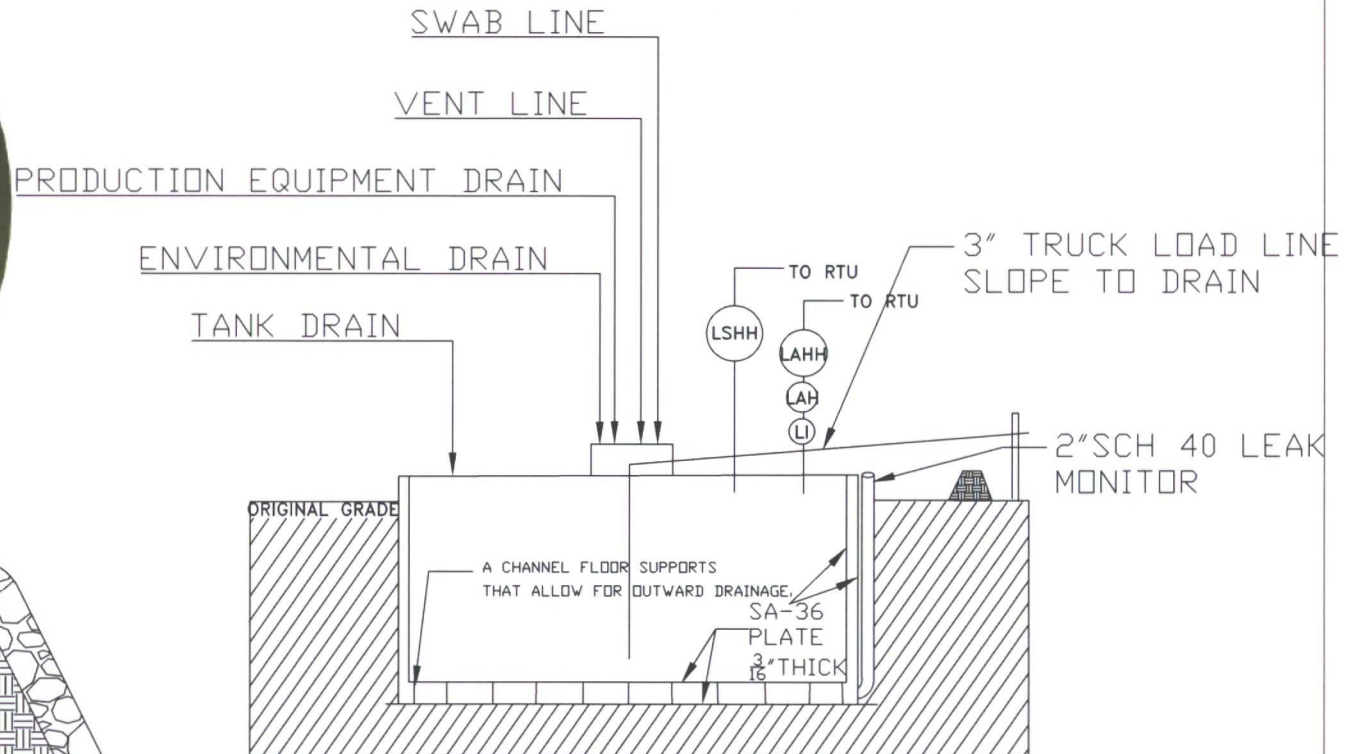 SWAB LINE
VENT LINE
PRODUCTION EQUIPMENT DRAIN
ENVIRONMENTAL DRAIN
TANK DRAIN
3" TRUCK LOAD LINE
SLOPE TO DRAIN
TO RTU
TO RTU
LSHH
LAHH
LAH
LI
2"SCH 40 LEAK
MONITOR
ORIGINAL GRADE
A CHANNEL FLOOR SUPPORTS
THAT ALLOW FOR OUTWARD DRAINAGE.
SA-36
PLATE
3/16"THICK